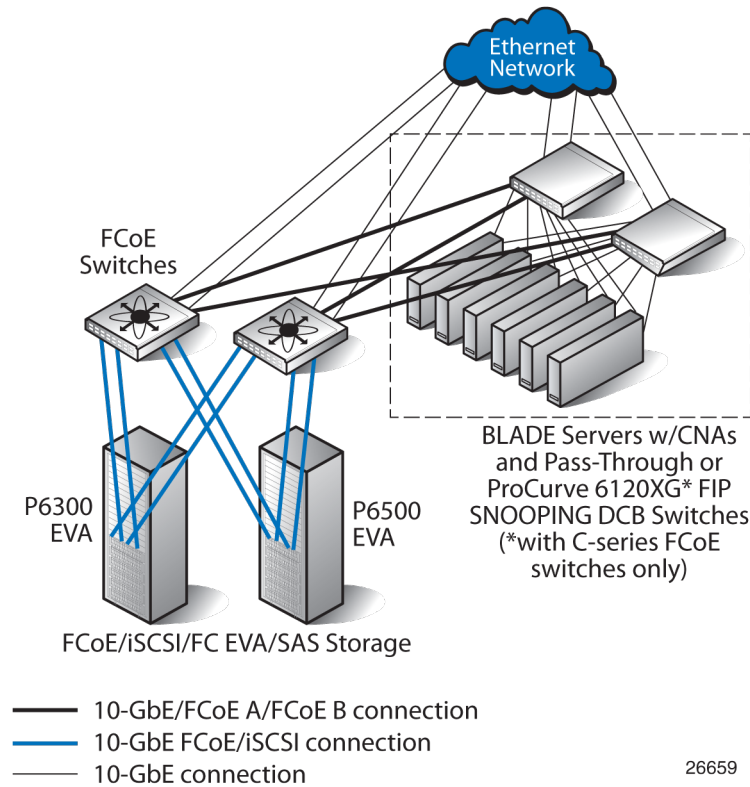 Ethernet
Network
FCoE
Switches
BLADE Servers w/CNAs
and Pass-Through or
ProCurve 6120XG* FIP
SNOOPING DCB Switches
(*with C-series FCoE
switches only)
P6300
EVA
P6500
EVA
FCoE/iSCSI/FC EVA/SAS Storage
10-GbE/FCoE A/FCoE B connection
10-GbE FCoE/iSCSI connection
10-GbE connection
26659